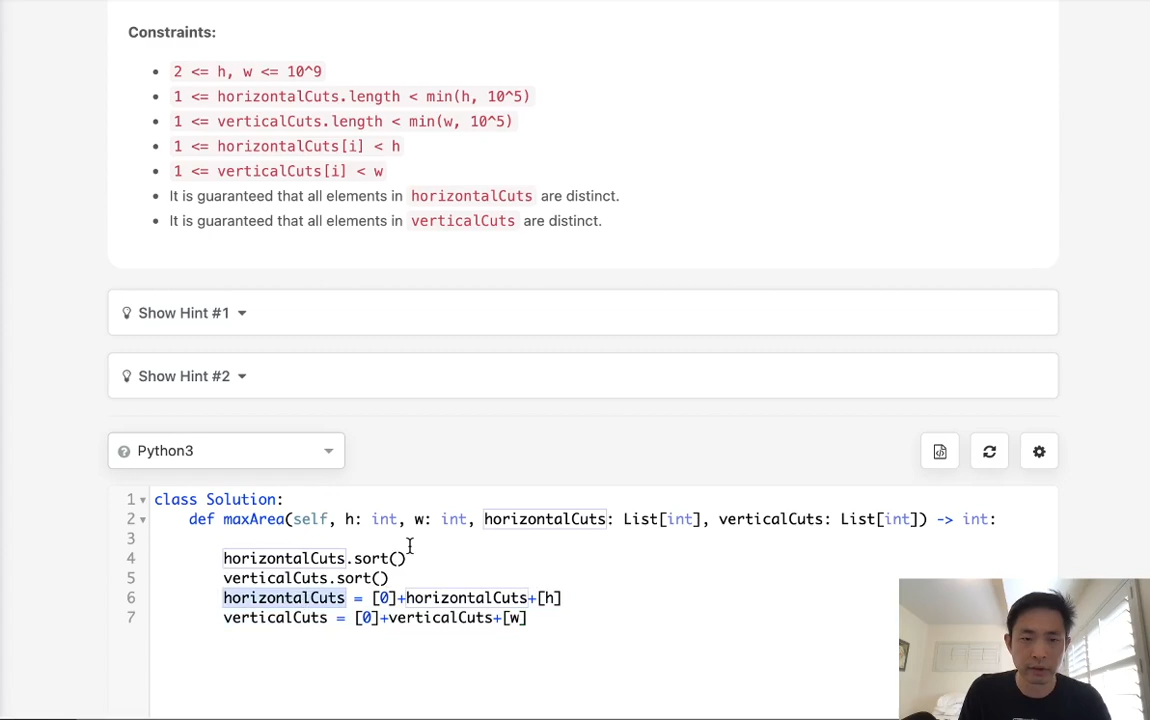 Constraints:
2 <= h, w <= 10^9
1 <= horizontalCuts.length < min(h, 10^5)
1 <= verticalCuts.length < min(w, 10^5)
1 <= horizontalCuts[i] < h
1 <= verticalCuts[i] < w
It is guaranteed that all elements in horizontalCuts are distinct.
It is guaranteed that all elements in verticalCuts are distinct.
Show Hint #1
Show Hint #2
Python3
1 class Solution:
2 def maxArea(self, h: int, w: int, horizontalCuts: List[int], verticalCuts: List[int]) -> int:
3
4 horizontalCuts.sort()
5 verticalCuts.sort()
6 horizontalCuts = [0]+horizontalCuts+[h]
7 verticalCuts = [0]+verticalCuts+[w]